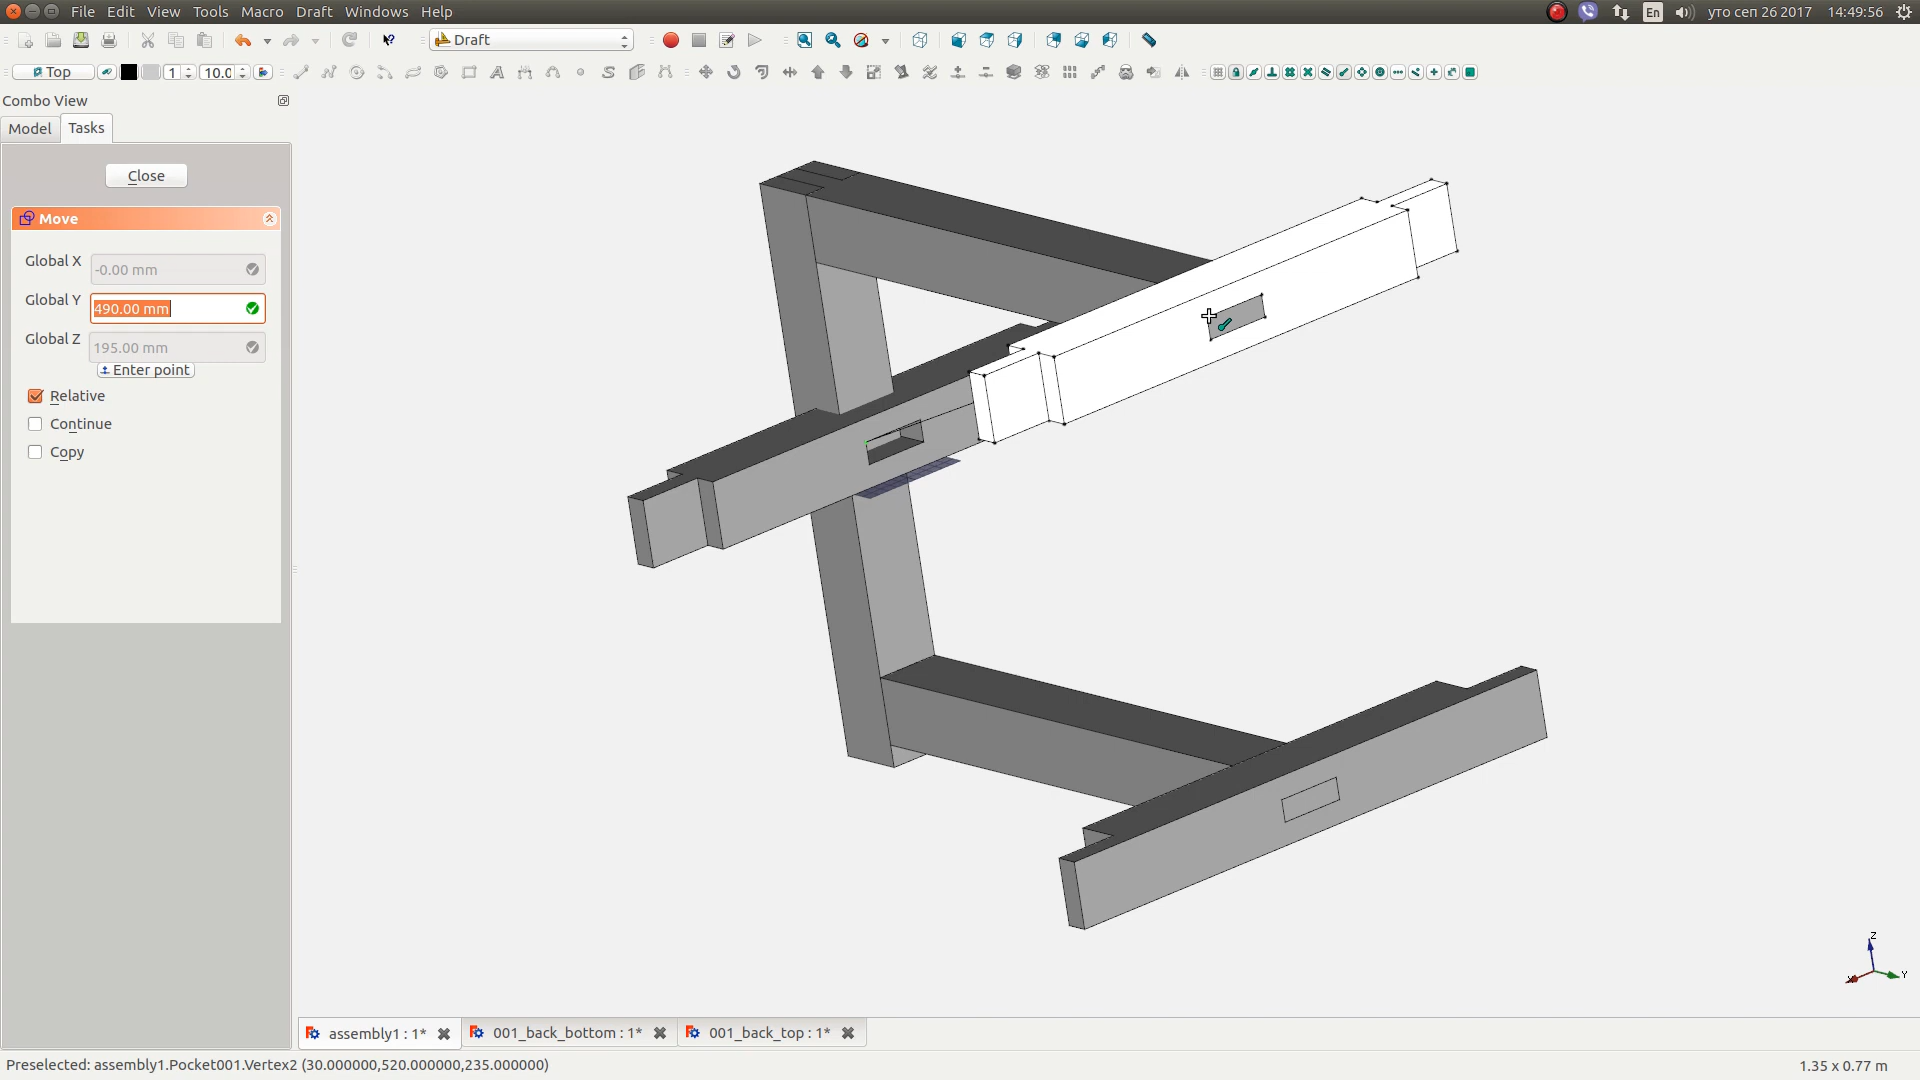 File Edit View Tools Macro Draft Windows Help
En
уто сеп 26 2017 14:49:56
Draft
Top
1
10.0
A
S
Combo View
Model Tasks
Close
Move
Global X -0.00 mm
Global Y 490.00 mm
Global Z 195.00 mm
Enter point
Relative
Continue
Copy
Z
X
Y
assembly1 : 1* 001_back_bottom : 1* 001_back_top : 1*
Preselected: assembly1.Pocket001.Vertex2 (30.000000,520.000000,235.000000)
1.35 x 0.77 m